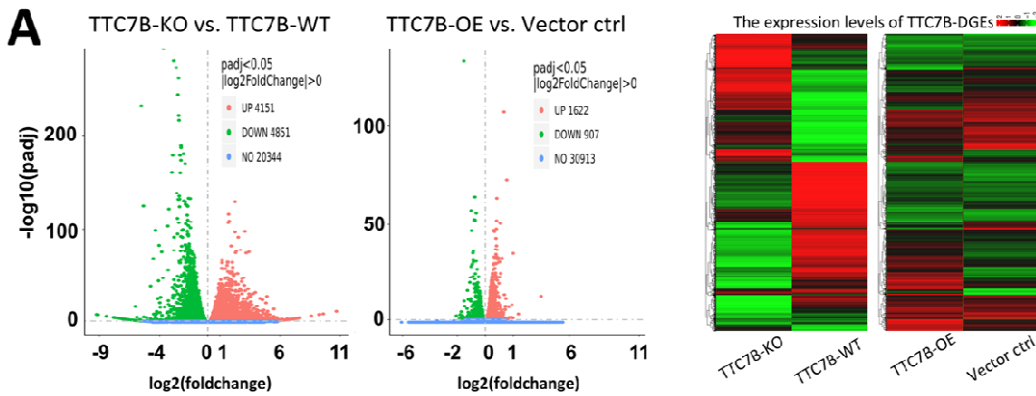 A
TTC7B-KO vs. TTC7B-WT
padj<0.05
|log2FoldChange|>0
UP 4151
DOWN 4851
NO 20344
-log10(padj)
200
100
0
-9 -4 0 1 6 11
log2(foldchange)
TTC7B-OE vs. Vector ctrl
padj<0.05
|log2FoldChange|>0
UP 1622
DOWN 907
NO 30913
100
50
0
-6 -2 0 1 6 11
log2(foldchange)
The expression levels of TTC7B-DGEs
TTC7B-KO
TTC7B-WT
TTC7B-OE
Vector ctrl